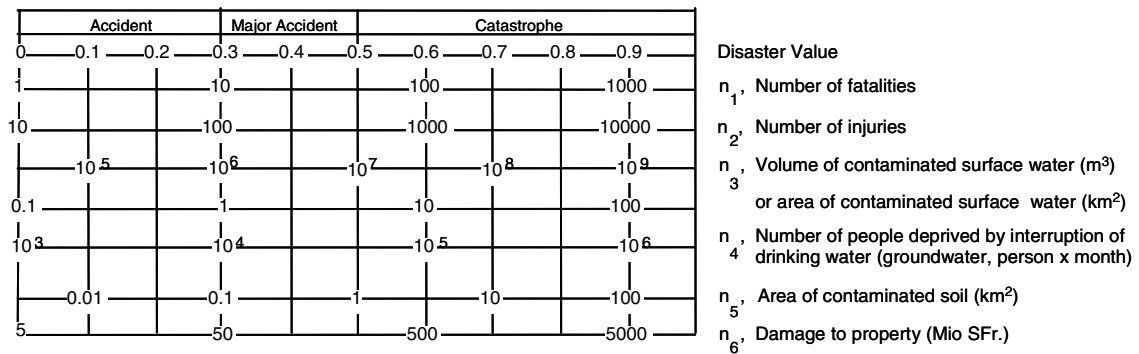 Accident Major Accident Catastrophe
0 0.1 0.2 0.3 0.4 0.5 0.6 0.7 0.8 0.9 Disaster Value
1 10 100 1000 n1, Number of fatalities
10 100 1000 10000 n2, Number of injuries
10^5 10^6 10^7 10^8 10^9 n3, Volume of contaminated surface water (m³)
0.1 1 10 100 or area of contaminated surface water (km²)
10^3 10^4 10^5 10^6 n4, Number of people deprived by interruption of
drinking water (groundwater, person x month)
0.01 0.1 1 10 100 n5, Area of contaminated soil (km²)
5 50 500 5000 n6, Damage to property (Mio SFr.)